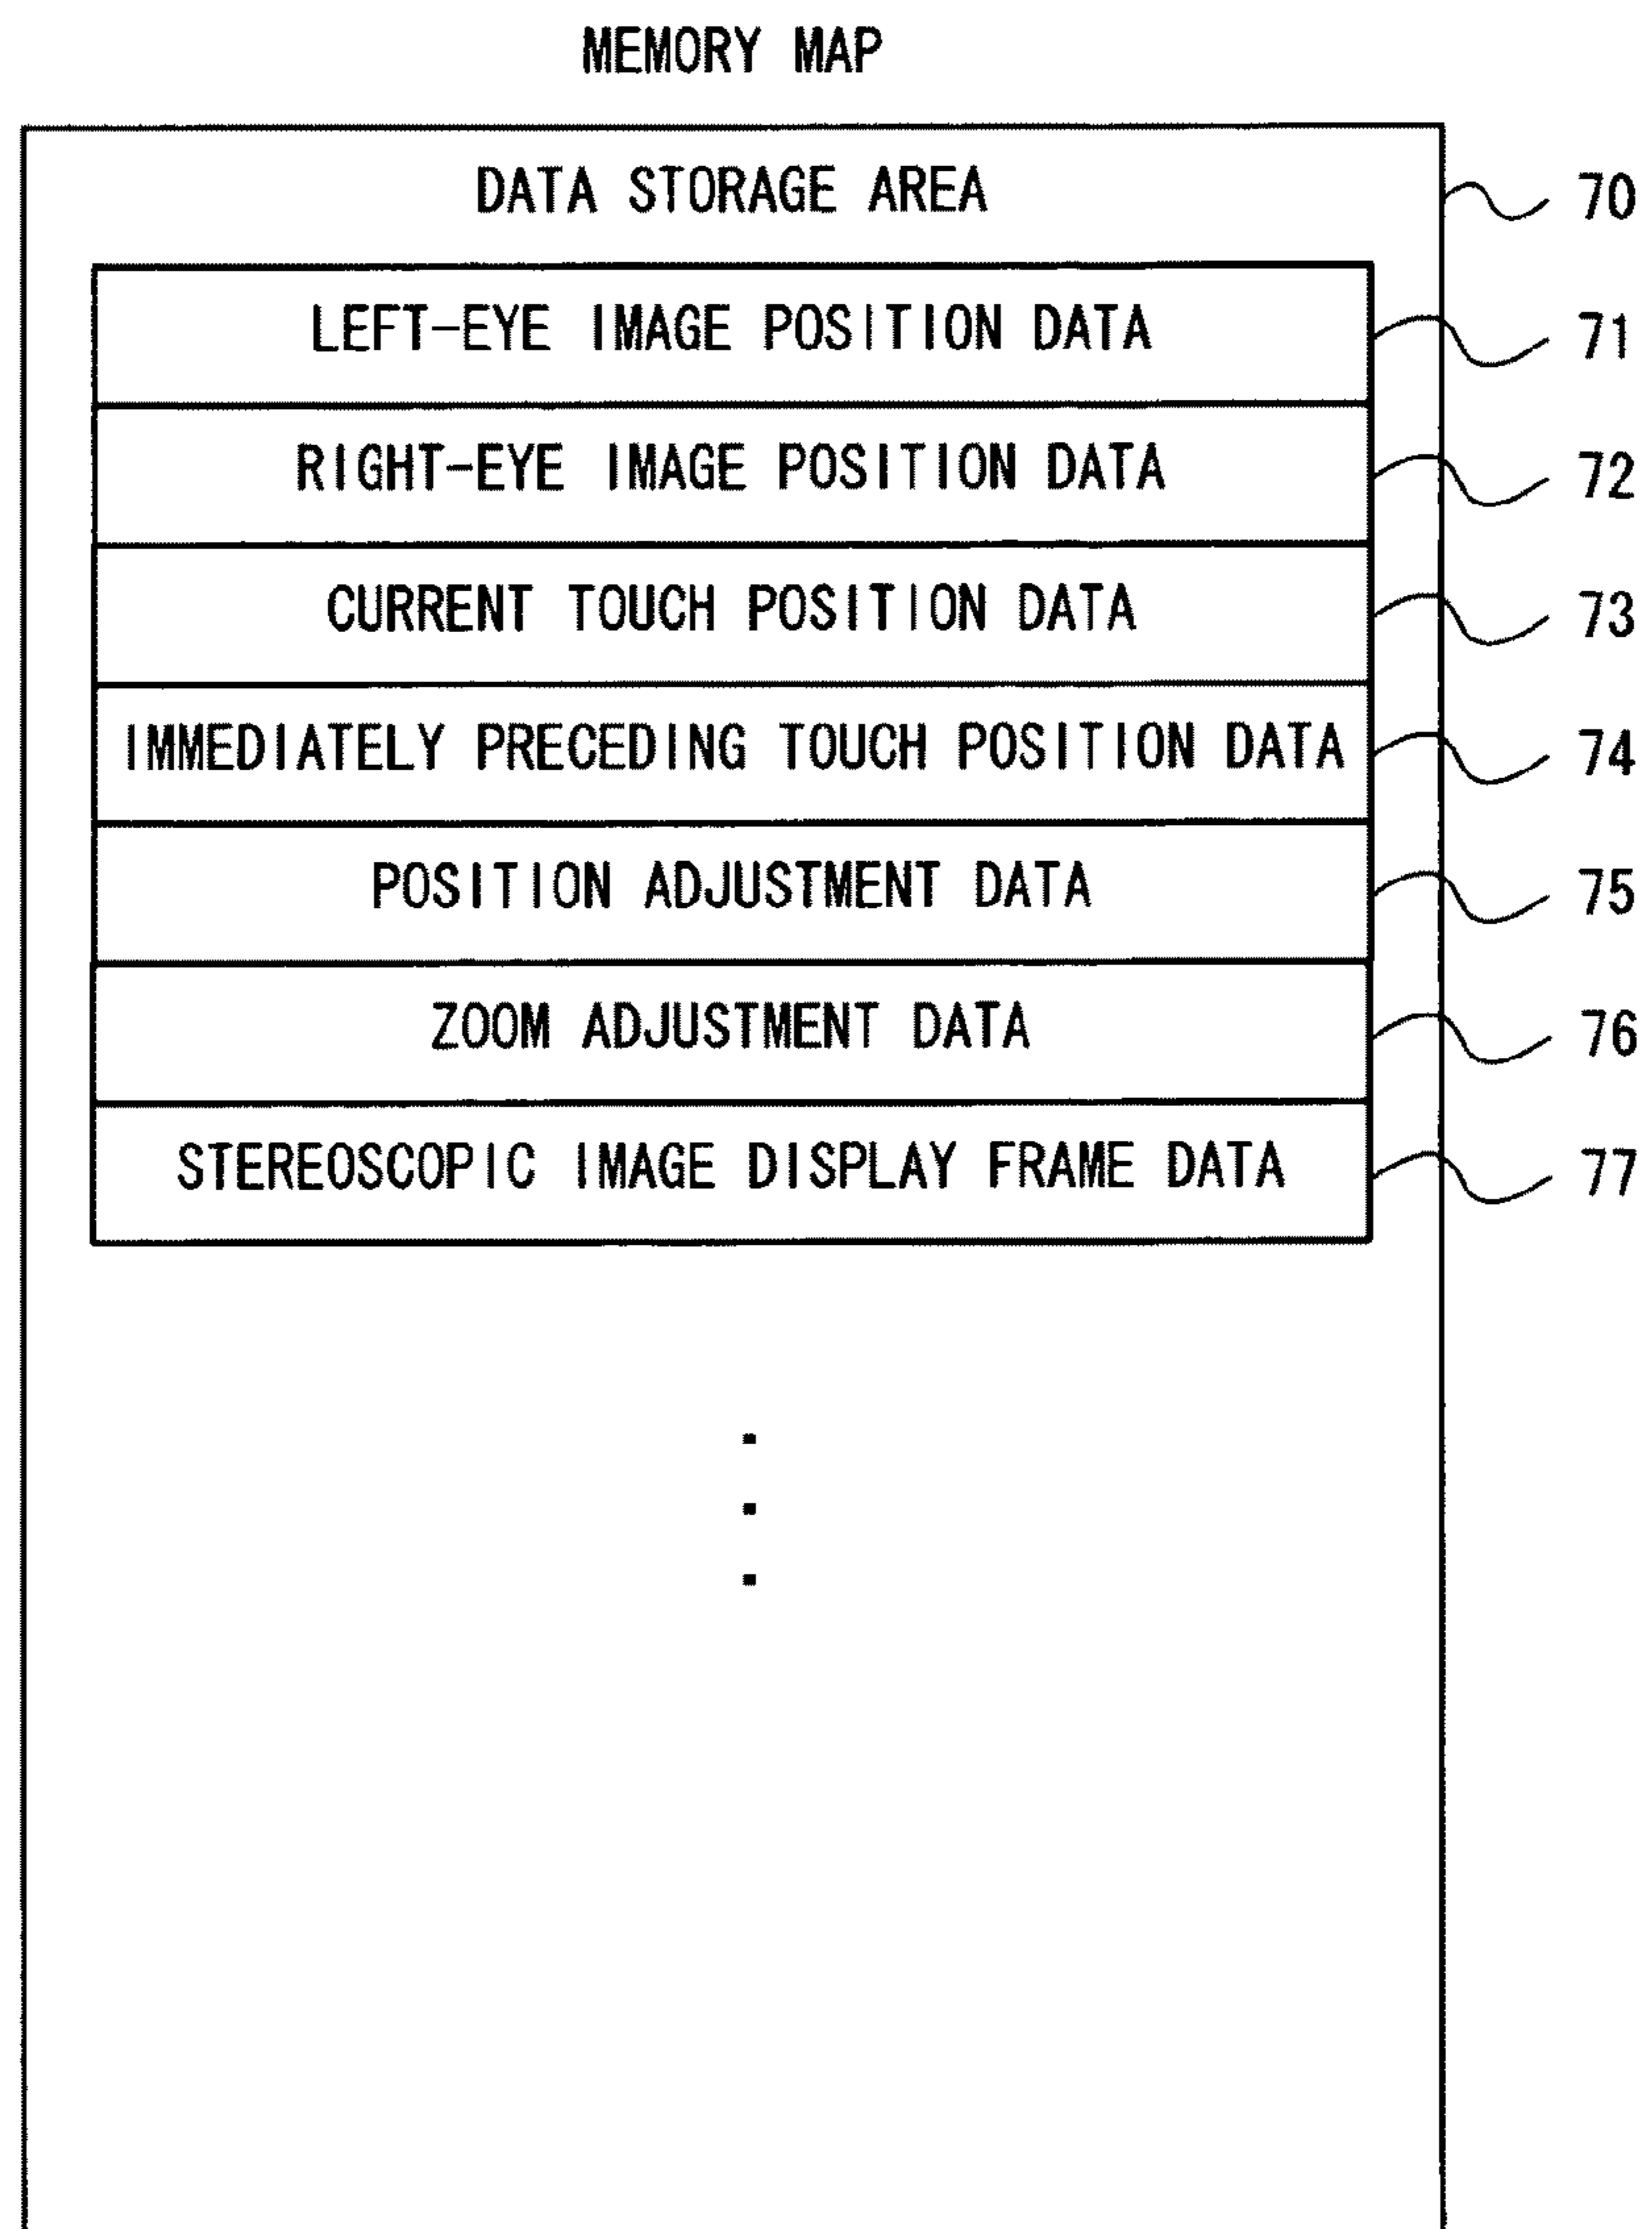 MEMORY MAP
DATA STORAGE AREA 70
LEFT-EYE IMAGE POSITION DATA 71
RIGHT-EYE IMAGE POSITION DATA 72
CURRENT TOUCH POSITION DATA 73
IMMEDIATELY PRECEDING TOUCH POSITION DATA 74
POSITION ADJUSTMENT DATA 75
ZOOM ADJUSTMENT DATA 76
STEREOSCOPIC IMAGE DISPLAY FRAME DATA 77